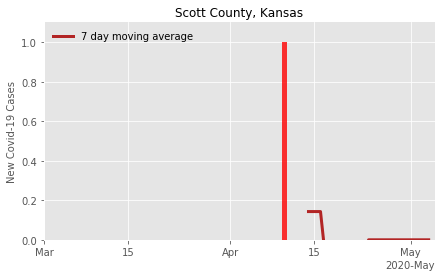 Scott County, Kansas
7 day moving average
New Covid-19 Cases
1.0
0.8
0.6
0.4
0.2
0.0
Mar 15 Apr 15 May
2020-May